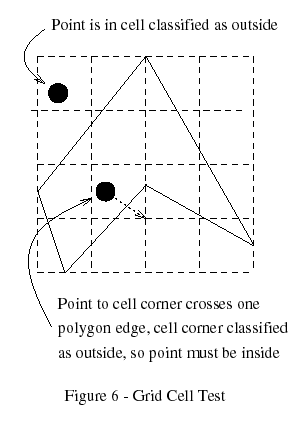 Point is in cell classified as outside
Point to cell corner crosses one
polygon edge, cell corner classified
as outside, so point must be inside
Figure 6 - Grid Cell Test